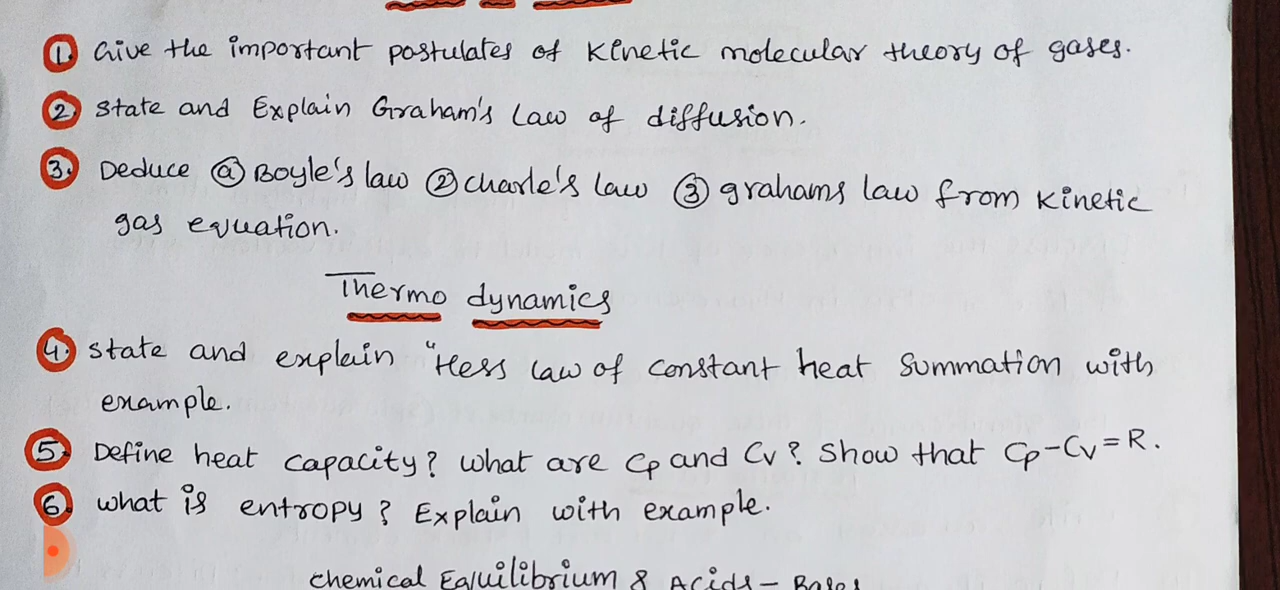 1. Give the important postulates of Kinetic molecular theory of gases.
2. State and Explain Graham's Law of diffusion.
3. Deduce ⓐ Boyle's law ② Charle's law ③ grahams law from Kinetic
gas equation.
Thermo dynamics
4. State and explain "Hess law of constant heat summation with
example.
5. Define heat capacity? What are Cp and Cv? Show that Cp-Cv=R.
6. What is entropy? Explain with example.
chemical Equilibrium & Acids - Bases